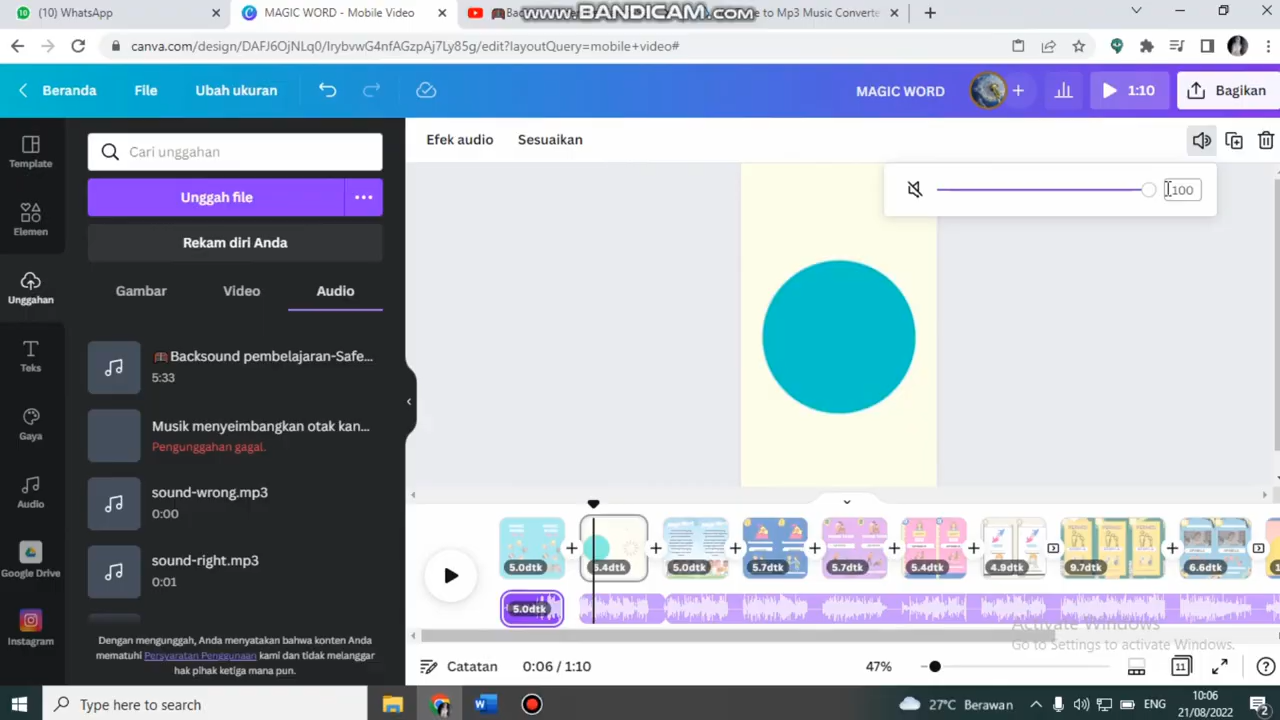 (10) WhatsApp
MAGIC WORD - Mobile Video
www.BANDICAM.com
e to Mp3 Music Converte
canva.com/design/DAFJ6OjNLq0/IrybvwG4nfAGzpAj7Ly85g/edit?layoutQuery=mobile+video#
Beranda
File
Ubah ukuran
MAGIC WORD
1:10
Bagikan
Template
Elemen
Unggahan
Teks
Gaya
Audio
Google Drive
Instagram
Cari unggahan
Unggah file
Rekam diri Anda
Gambar
Video
Audio
Backsound pembelajaran-Safe...
5:33
Musik menyeimbangkan otak kan...
Pengunggahan gagal.
sound-wrong.mp3
0:00
sound-right.mp3
0:01
Dengan mengunggah, Anda menyatakan bahwa konten Anda
mematuhi Persyaratan Penggunaan kami dan tidak melanggar
hak pihak ketiga mana pun.
Efek audio
Sesuaikan
100
5.0dtk
5.4dtk
5.0dtk
5.7dtk
5.7dtk
5.4dtk
4.9dtk
9.7dtk
6.6dtk
5.0dtk
Activate Windows
Go to Settings to activate Windows.
Catatan
0:06 / 1:10
47%
11
Type here to search
27°C Berawan
ENG
10:06
21/08/2022
2